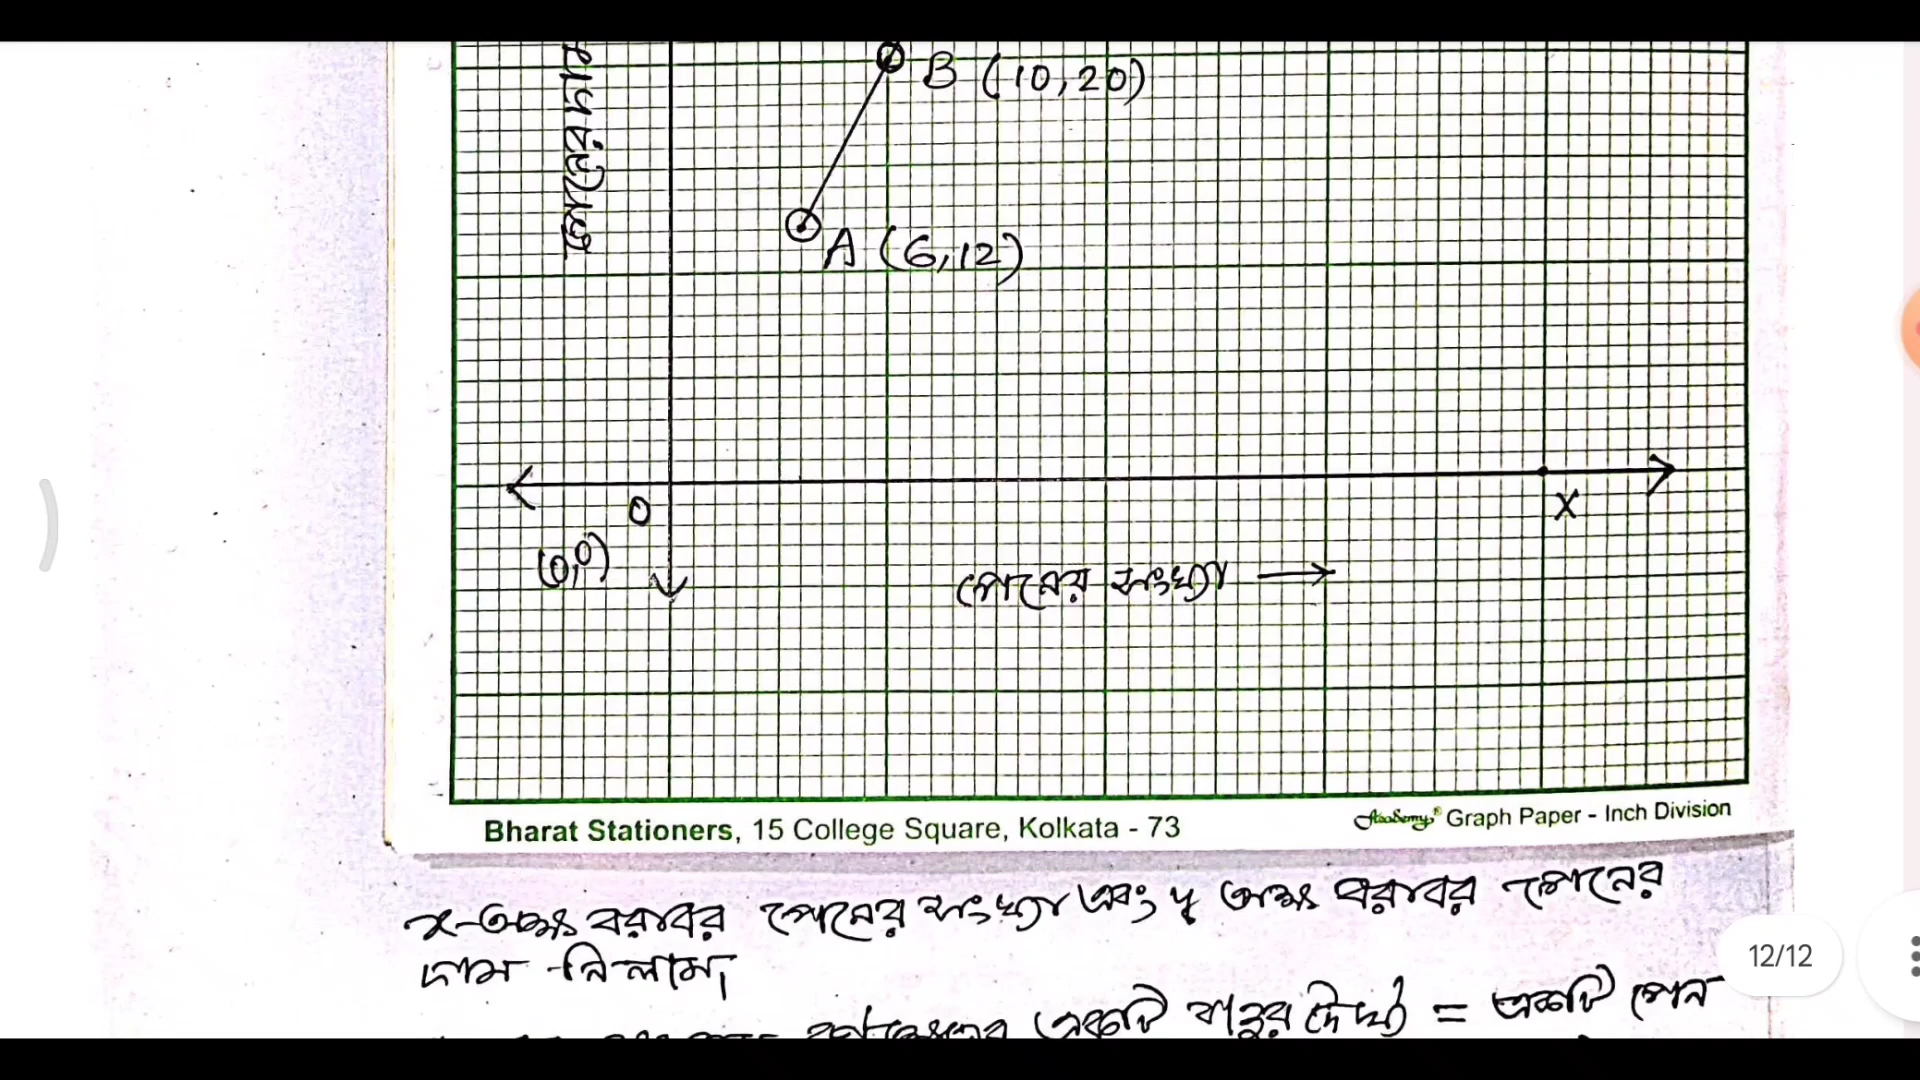 B (10,20)
A (6,12)
O
(0,0)
X
পেনের সংখ্যা →
Bharat Stationers, 15 College Square, Kolkata - 73
Academy® Graph Paper - Inch Division
x-অক্ষ বরাবর পেনের সংখ্যা এবং y অক্ষ বরাবর পেনের
দাম নিলাম,
একটি বাহুর দৈর্ঘ্য = একটি পেন
12/12